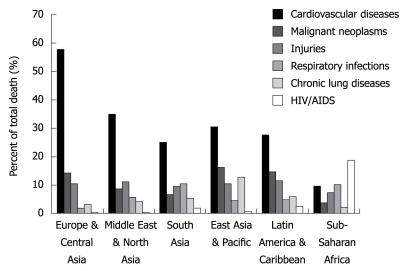 70
60
50
40
30
20
10
0
Percent of total death (%)
Cardiovascular diseases
Malignant neoplasms
Injuries
Respiratory infections
Chronic lung diseases
HIV/AIDS
Europe &
Central
Asia
Middle East
& North
Asia
South
Asia
East Asia
& Pacific
Latin
America &
Caribbean
Sub-
Saharan
Africa